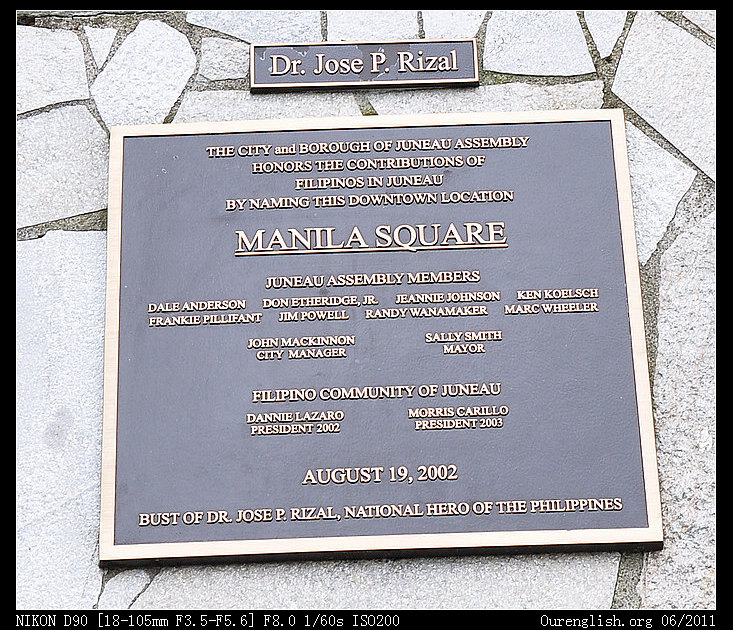 Dr. Jose P. Rizal
THE CITY and BOROUGH OF JUNEAU ASSEMBLY
HONORS THE CONTRIBUTIONS OF
FILIPINOS IN JUNEAU
BY NAMING THIS DOWNTOWN LOCATION
MANILA SQUARE
JUNEAU ASSEMBLY MEMBERS
DALE ANDERSON DON ETHERIDGE, JR. JEANNIE JOHNSON KEN KOELSCH
FRANKIE PILLIFANT JIM POWELL RANDY WANAMAKER MARC WHEELER
JOHN MACKINNON SALLY SMITH
CITY MANAGER MAYOR
FILIPINO COMMUNITY OF JUNEAU
DANNIE LAZARO MORRIS CARILLO
PRESIDENT 2002 PRESIDENT 2003
AUGUST 19, 2002
BUST OF DR. JOSE P. RIZAL, NATIONAL HERO OF THE PHILIPPINES
NIKON D90 [18-105mm F3.5-F5.6] F8.0 1/60s ISO200 Ourenglish.org 06/2011